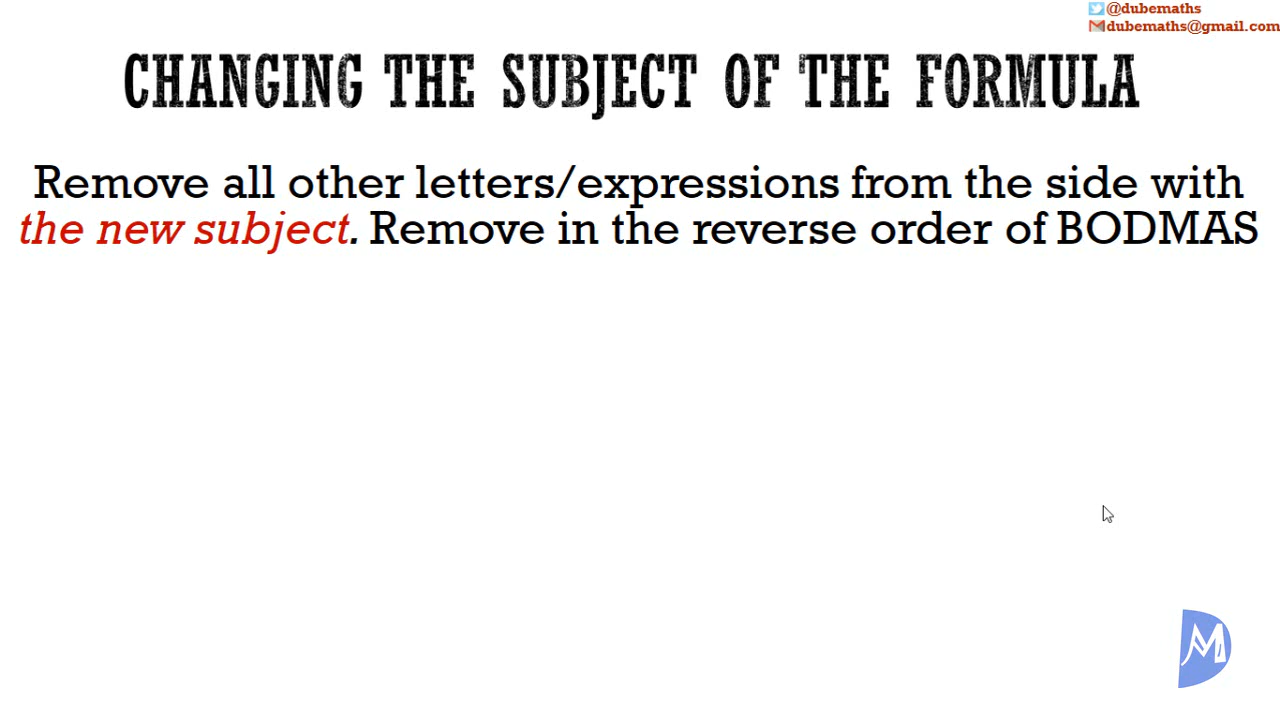 @dubemaths
dubemaths@gmail.com
CHANGING THE SUBJECT OF THE FORMULA
Remove all other letters/expressions from the side with
the new subject. Remove in the reverse order of BODMAS
DM